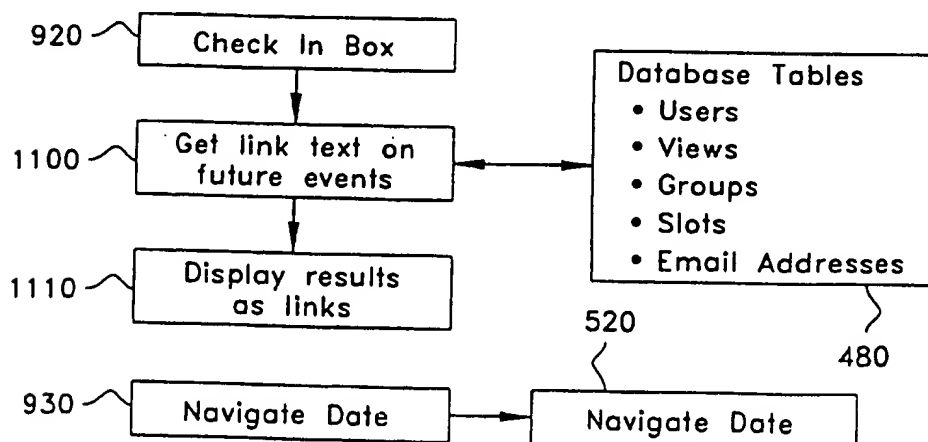 920
Check In Box
1100
Get link text on
future events
1110
Display results
as links
Database Tables
• Users
• Views
• Groups
• Slots
• Email Addresses
480
520
930
Navigate Date
Navigate Date